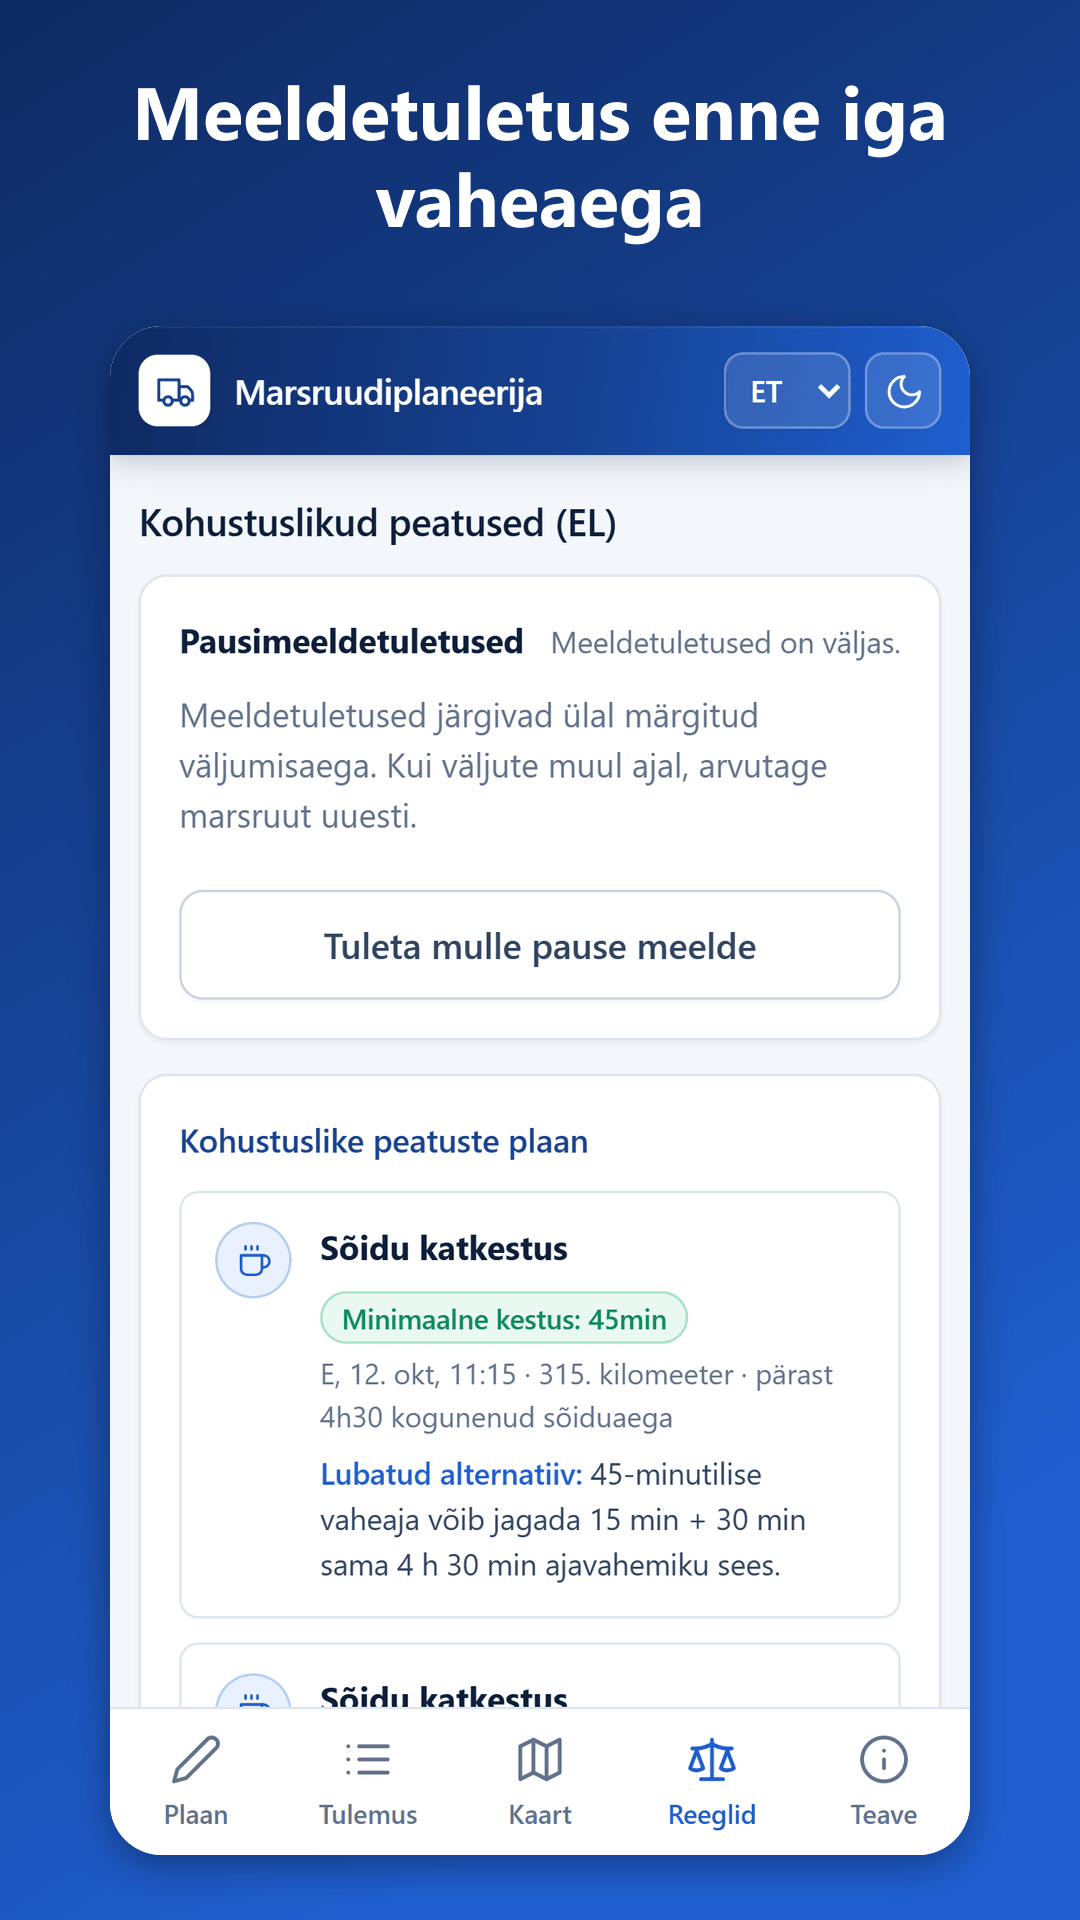 Meeldetuletus enne iga
vaheaega
Marsruudiplaneerija
ET
Kohustuslikud peatused (EL)
Pausimeeldetuletused
Meeldetuletused on väljas.
Meeldetuletused järgivad ülal märgitud
väljumisaega. Kui väljute muul ajal, arvutage
marsruut uuesti.
Tuleta mulle pause meelde
Kohustuslike peatuste plaan
Sõidu katkestus
Minimaalne kestus: 45min
E, 12. okt, 11:15 · 315. kilomeeter · pärast
4h30 kogunenud sõiduaega
Lubatud alternatiiv: 45-minutilise
vaheaja võib jagada 15 min + 30 min
sama 4 h 30 min ajavahemiku sees.
Sõidu katkestus
Plaan
Tulemus
Kaart
Reeglid
Teave